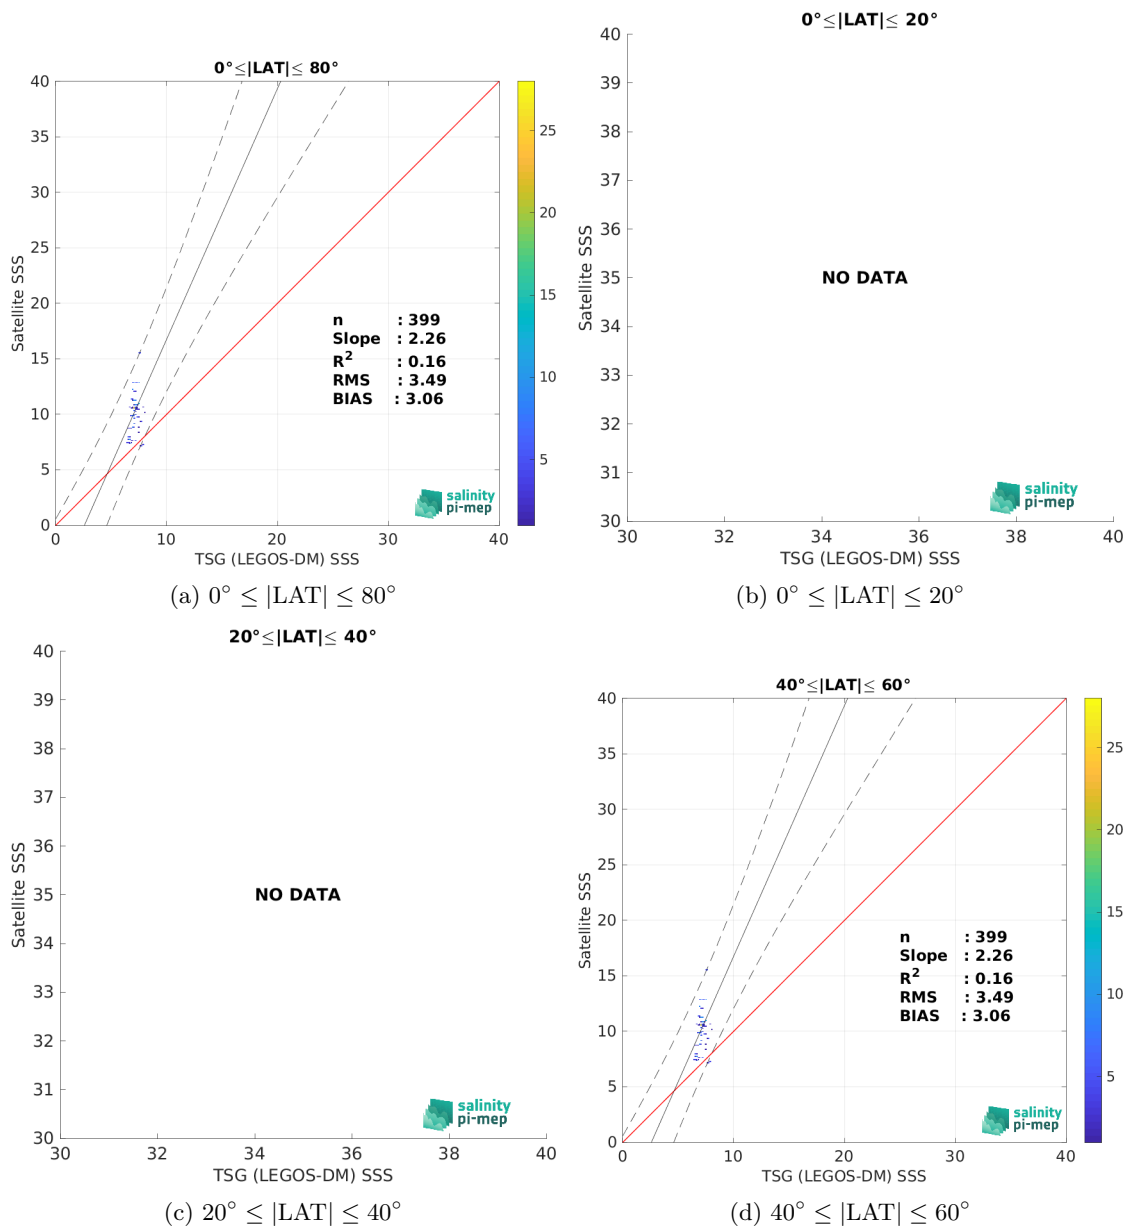 0°≤|LAT|≤ 80°
40
35
30
25
20
15
10
5
0
0
10
20
30
40
Satellite SSS
TSG (LEGOS-DM) SSS
n : 399
Slope : 2.26
R² : 0.16
RMS : 3.49
BIAS : 3.06
salinity
pi-mep
25
20
15
10
5
(a) 0° ≤ |LAT| ≤ 80°
0°≤|LAT|≤ 20°
40
39
38
37
36
35
34
33
32
31
30
30
32
34
36
38
40
Satellite SSS
TSG (LEGOS-DM) SSS
NO DATA
salinity
pi-mep
(b) 0° ≤ |LAT| ≤ 20°
20°≤|LAT|≤ 40°
40
39
38
37
36
35
34
33
32
31
30
30
32
34
36
38
40
Satellite SSS
TSG (LEGOS-DM) SSS
NO DATA
salinity
pi-mep
(c) 20° ≤ |LAT| ≤ 40°
40°≤|LAT|≤ 60°
40
35
30
25
20
15
10
5
0
0
10
20
30
40
Satellite SSS
TSG (LEGOS-DM) SSS
n : 399
Slope : 2.26
R² : 0.16
RMS : 3.49
BIAS : 3.06
salinity
pi-mep
25
20
15
10
5
(d) 40° ≤ |LAT| ≤ 60°